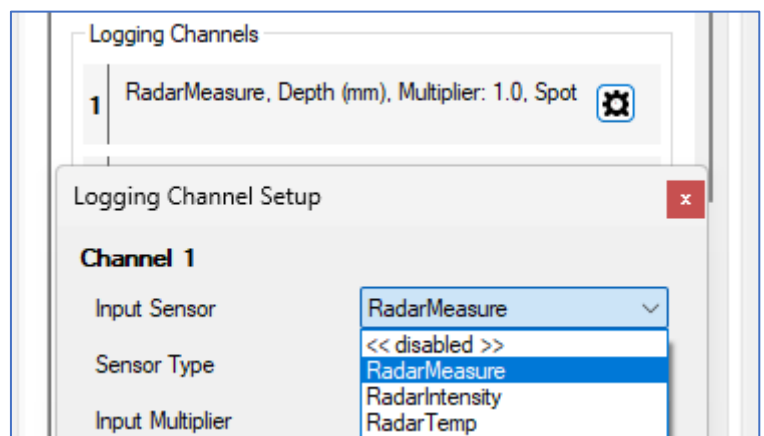 Logging Channels
1 RadarMeasure, Depth (mm), Multiplier: 1.0, Spot
Logging Channel Setup x
Channel 1
Input Sensor RadarMeasure
<< disabled >>
Sensor Type RadarMeasure
RadarIntensity
Input Multiplier RadarTemp